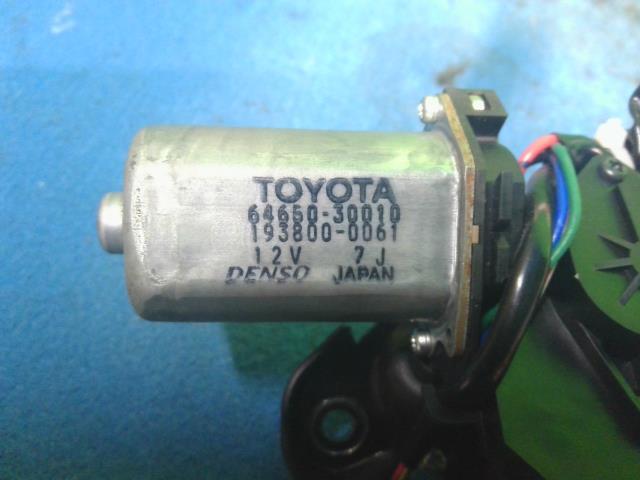 TOYOTA
64650-30010
193800-0061
12V 7J
DENSO JAPAN